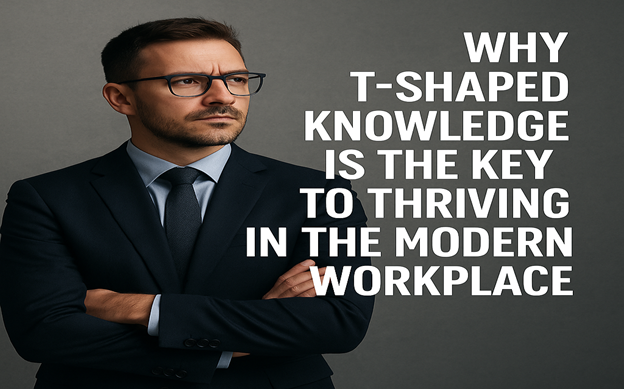 WHY
T-SHAPED
KNOWLEDGE
IS THE KEY
TO THRIVING
IN THE MODERN
WORKPLACE